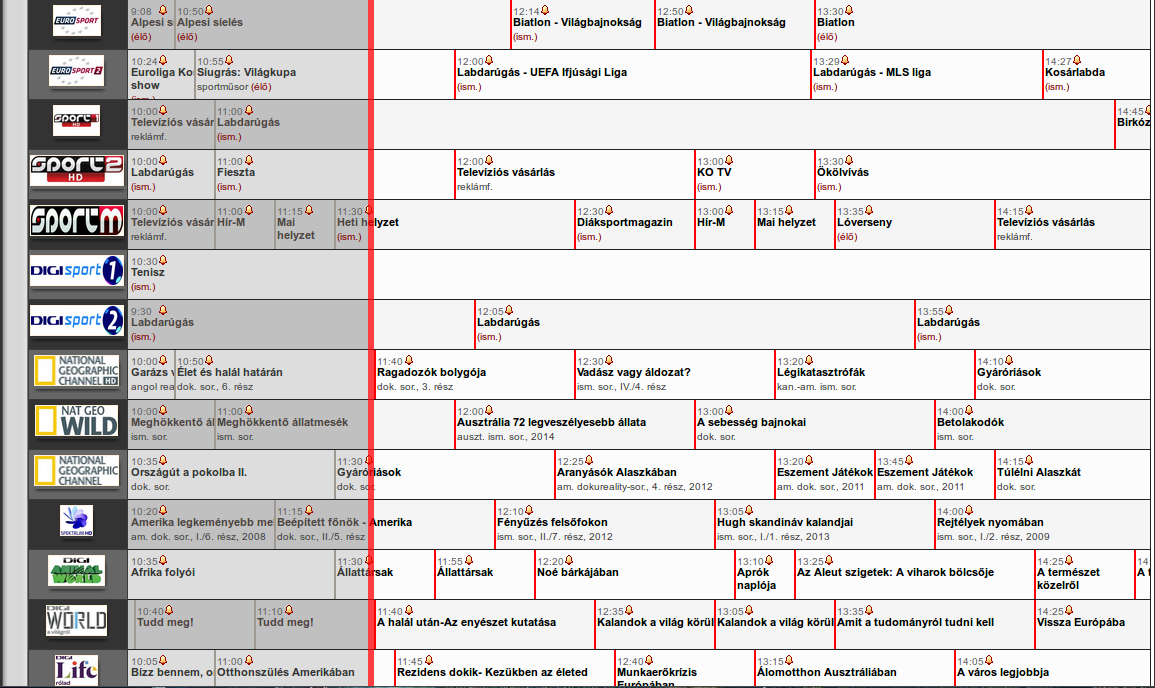 EUROSPORT
9:08 10:50 12:14 12:50 13:30
Alpesi s Alpesi síelés Biatlon - Világbajnokság Biatlon - Világbajnokság Biatlon
(élő) (élő) (ism.) (élő)
EUROSPORT 2
10:24 10:55 12:00 13:29 14:27
Euroliga Ko Síugrás: Világkupa Labdarúgás - UEFA Ifjúsági Liga Labdarúgás - MLS liga Kosárlabda
show sportműsor (élő) (ism.) (ism.) (ism.)
sport1 HD
10:00 11:00 14:45
Televíziós vásár Labdarúgás Birkóz
reklámf. (ism.)
sport2 HD
10:00 11:00 12:00 13:00 13:30
Labdarúgás Fieszta Televíziós vásárlás KO TV Ökölvívás
(ism.) (ism.) reklámf. (ism.) (ism.)
sportm
10:00 11:00 11:15 11:30 12:30 13:00 13:15 13:35 14:15
Televíziós vásár Hír-M Mai Heti helyzet Diáksportmagazin Hír-M Mai helyzet Lóverseny Televíziós vásárlás
reklámf. helyzet (ism.) (ism.) (élő) reklámf.
DIGI sport 1
10:30
Tenisz
(ism.)
DIGI sport 2
9:30 12:05 13:55
Labdarúgás Labdarúgás Labdarúgás
(ism.) (ism.) (ism.)
NATIONAL GEOGRAPHIC CHANNEL HD
10:00 10:50 11:40 12:30 13:20 14:10
Garázs Élet és halál határán Ragadozók bolygója Vadász vagy áldozat? Légikatasztrófák Gyáróriások
angol rea dok. sor., 6. rész dok. sor., 3. rész ism. sor., IV./4. rész kan.-am. ism. sor. dok. sor.
NAT GEO WILD
10:00 11:00 12:00 13:00 14:00
Meghökkentő ál Meghökkentő állatmesék Ausztrália 72 legveszélyesebb állata A sebesség bajnokai Betolakodók
ism. sor. ism. sor. auszt. ism. sor., 2014 dok. sor. ism. sor.
NATIONAL GEOGRAPHIC CHANNEL
10:35 11:30 12:25 13:20 13:45 14:15
Országút a pokolba II. Gyáróriások Aranyásók Alaszkában Eszement Játékok Eszement Játékok Túlélni Alaszkát
dok. sor. dok. sor. am. dokureality-sor., 4. rész, 2012 am. dok. sor., 2011 am. dok. sor., 2011 dok. sor.
SPEKTRUM HD
10:20 11:15 12:10 13:05 14:00
Amerika legkeményebb me Beépített főnök - Amerika Fényűzés felsőfokon Hugh skandináv kalandjai Rejtélyek nyomában
am. dok. sor., I./6. rész, 2008 dok. sor., II./5. rész ism. sor., II./7. rész, 2012 ism. sor., I./1. rész, 2013 ism. sor., I./2. rész, 2009
DIGI ANIMAL WORLD
10:35 11:30 11:55 12:20 13:10 13:25 14:25 14:
Afrika folyói Állattársak Állattársak Noé bárkájában Aprók Az Aleut szigetek: A viharok bölcsője A természet A t
naplója közelről
DIGI WORLD a világról
10:40 11:10 11:40 12:35 13:05 13:35 14:25
Tudd meg! Tudd meg! A halál után-Az enyészet kutatása Kalandok a világ körül Kalandok a világ körül Amit a tudományról tudni kell Vissza Európába
DIGI Life rólad
10:05 11:00 11:45 12:40 13:15 14:05
Bízz bennem, o Otthonszülés Amerikában Rezidens dokik- Kezükben az életed Munkaerőkrízis Álomotthon Ausztráliában A világ legjobbja
Európában